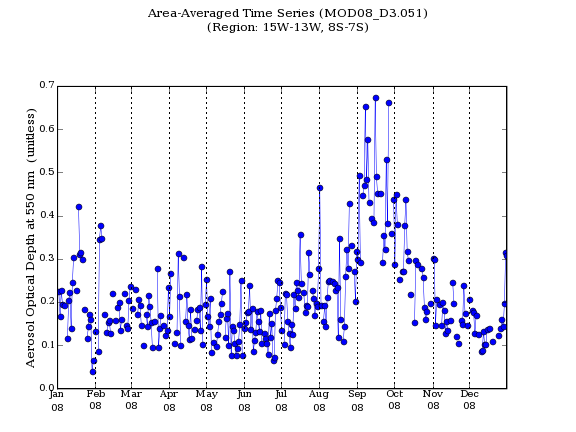 Area-Averaged Time Series (MOD08_D3.051)
(Region: 15W-13W, 8S-7S)
Aerosol Optical Depth at 550 nm (unitless)
0.7
0.6
0.5
0.4
0.3
0.2
0.1
0.0
Jan Feb Mar Apr May Jun Jul Aug Sep Oct Nov Dec
08 08 08 08 08 08 08 08 08 08 08 08